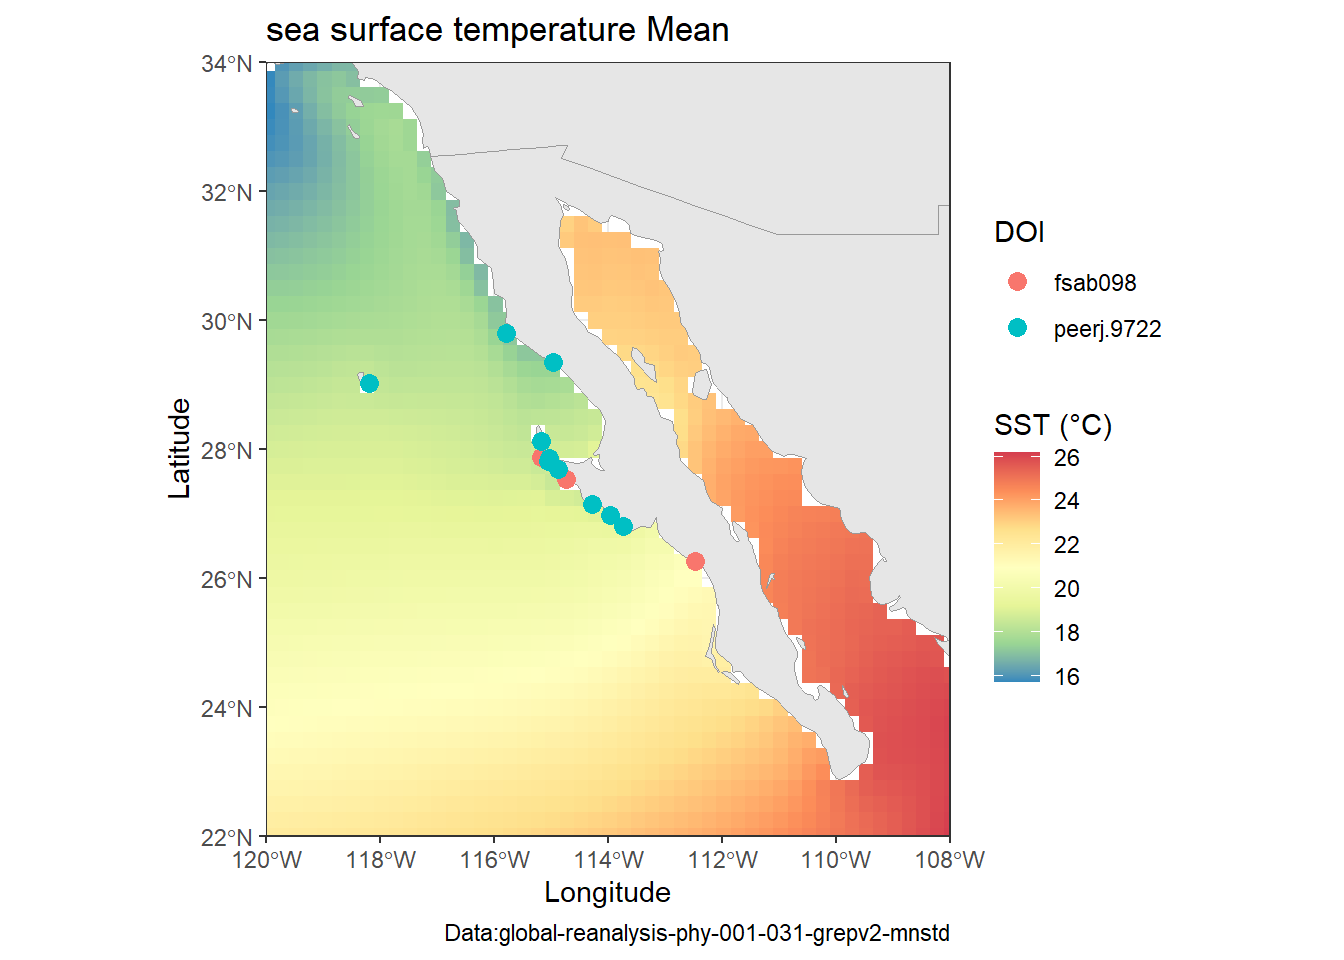 sea surface temperature Mean
34°N
32°N
30°N
28°N
26°N
24°N
22°N
Latitude
120°W 118°W 116°W 114°W 112°W 110°W 108°W
Longitude
Data:global-reanalysis-phy-001-031-grepv2-mnstd
DOI
fsab098
peerj.9722
SST (°C)
26
24
22
20
18
16